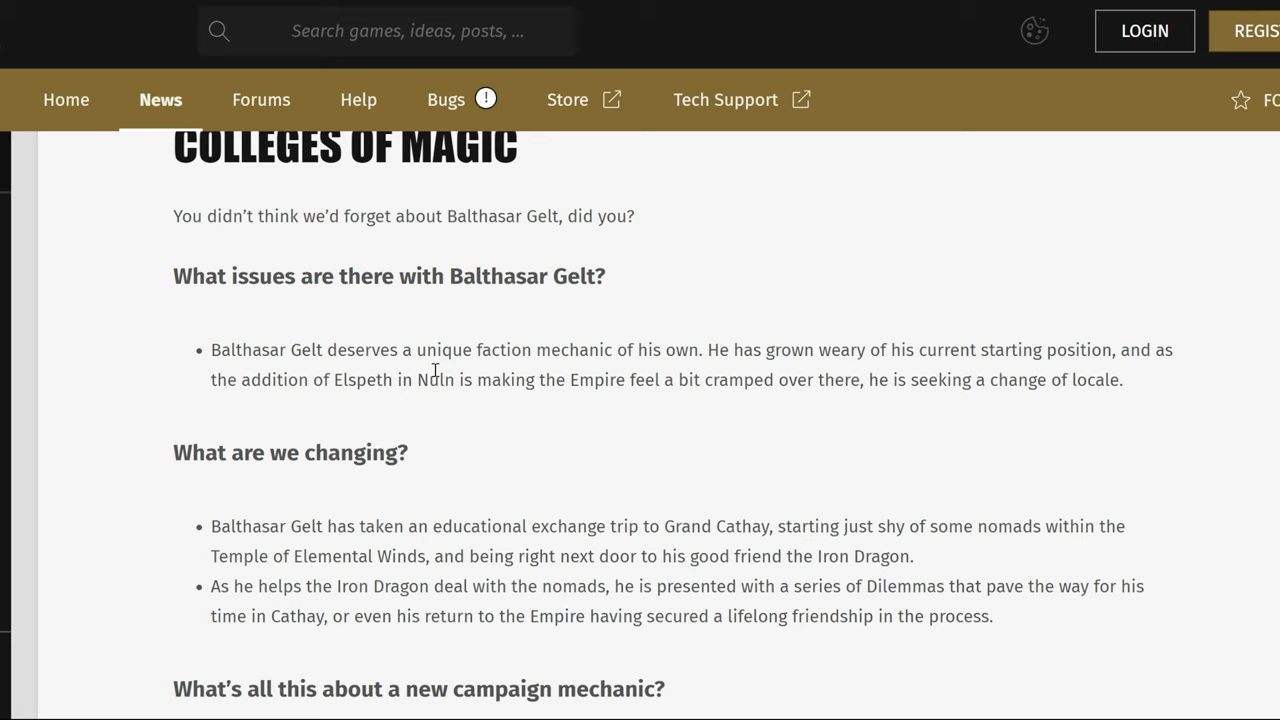 Search games, ideas, posts, ...
LOGIN
REGIS
Home
News
Forums
Help
Bugs
!
Store
Tech Support
FO
COLLEGES OF MAGIC
You didn’t think we’d forget about Balthasar Gelt, did you?
What issues are there with Balthasar Gelt?
• Balthasar Gelt deserves a unique faction mechanic of his own. He has grown weary of his current starting position, and as
the addition of Elspeth in Nuln is making the Empire feel a bit cramped over there, he is seeking a change of locale.
What are we changing?
• Balthasar Gelt has taken an educational exchange trip to Grand Cathay, starting just shy of some nomads within the
Temple of Elemental Winds, and being right next door to his good friend the Iron Dragon.
• As he helps the Iron Dragon deal with the nomads, he is presented with a series of Dilemmas that pave the way for his
time in Cathay, or even his return to the Empire having secured a lifelong friendship in the process.
What’s all this about a new campaign mechanic?